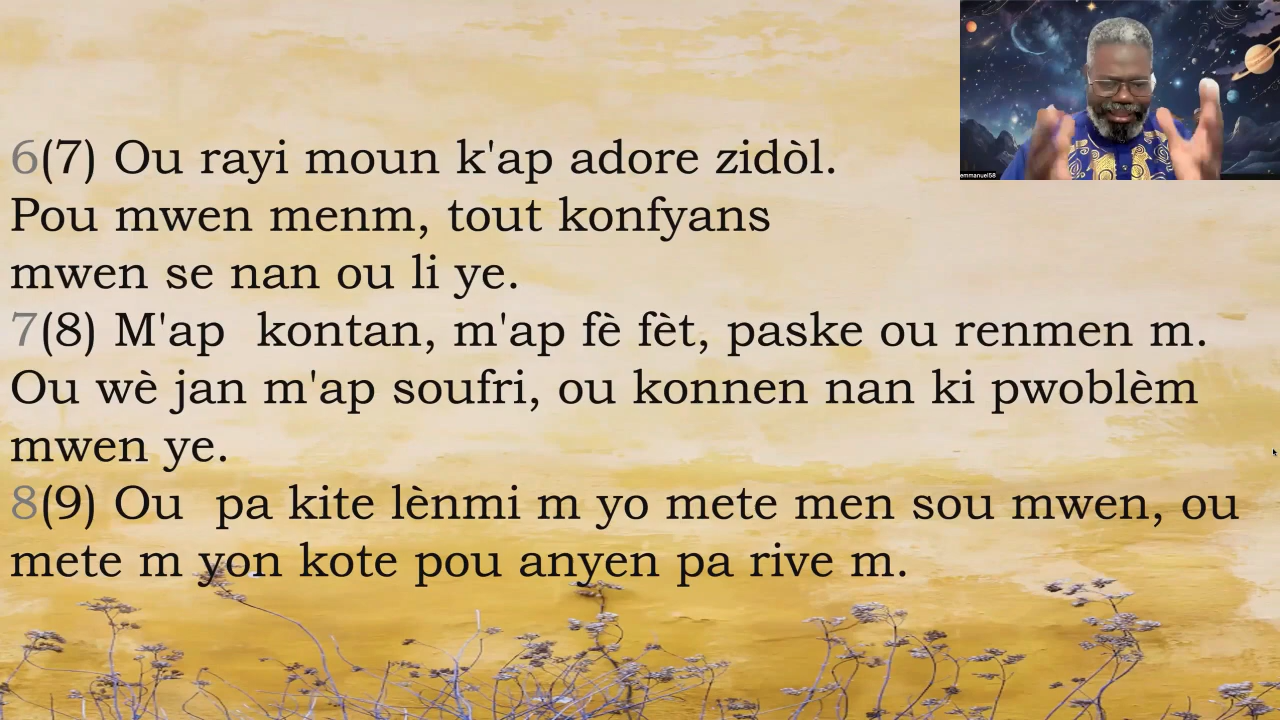 6(7) Ou rayi moun k'ap adore zidòl.
Pou mwen menm, tout konfyans
mwen se nan ou li ye.
7(8) M'ap  kontan, m'ap fè fèt, paske ou renmen m.
Ou wè jan m'ap soufri, ou konnen nan ki pwoblèm
mwen ye.
8(9) Ou  pa kite lènmi m yo mete men sou mwen, ou
mete m yon kote pou anyen pa rive m.
emmanuel58